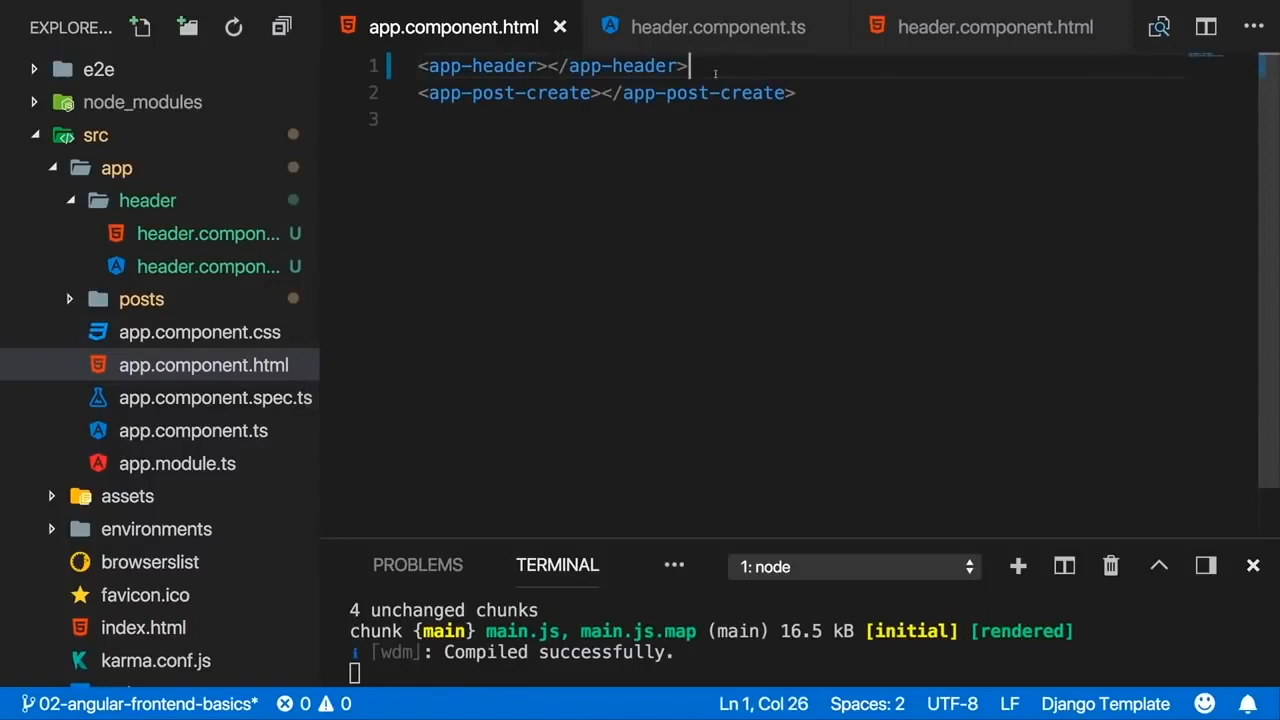 EXPLORE...
app.component.html
header.component.ts
header.component.html
e2e
node_modules
src
app
header
header.compon... U
header.compon... U
posts
app.component.css
app.component.html
app.component.spec.ts
app.component.ts
app.module.ts
assets
environments
browserslist
favicon.ico
index.html
karma.conf.js
1 <app-header></app-header>
2 <app-post-create></app-post-create>
3
PROBLEMS TERMINAL ... 1: node
4 unchanged chunks
chunk {main} main.js, main.js.map (main) 16.5 kB [initial] [rendered]
i ｢wdm｣: Compiled successfully.
02-angular-frontend-basics* 0 0 Ln 1, Col 26 Spaces: 2 UTF-8 LF Django Template